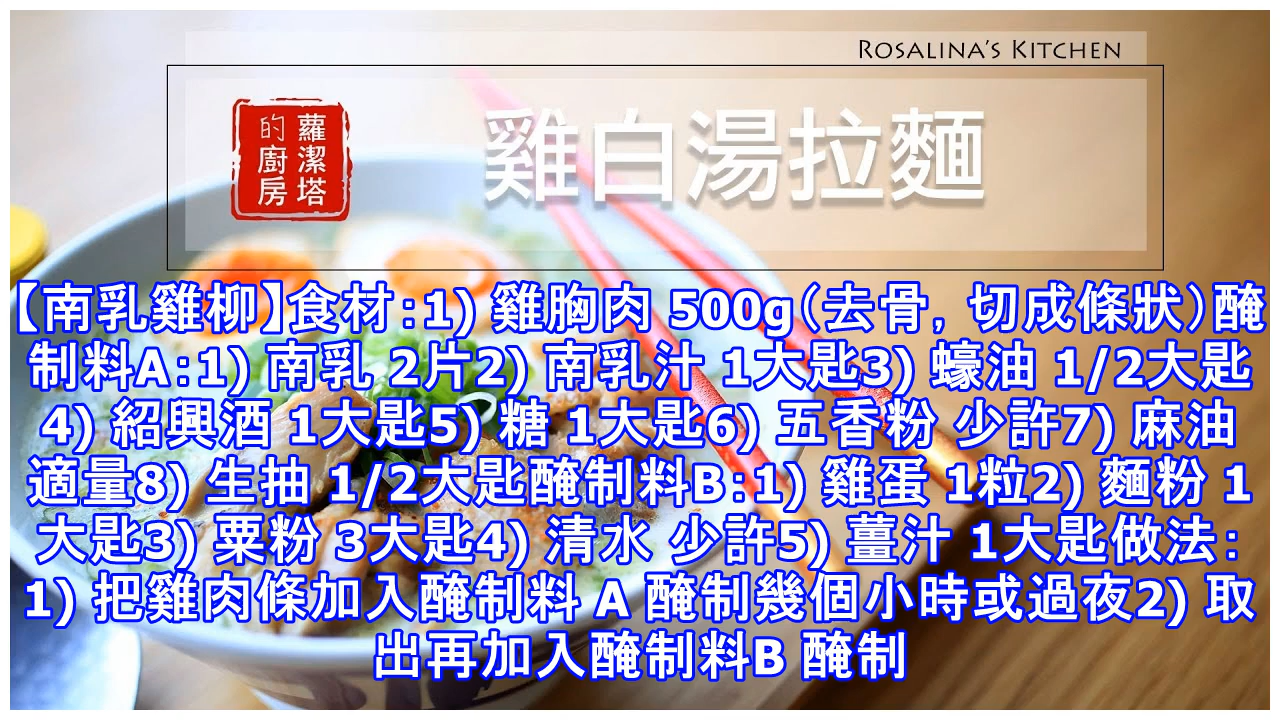 ROSALINA'S KITCHEN
蘿潔塔
的廚房
雞白湯拉麵
【南乳雞柳】食材：1) 雞胸肉 500g（去骨，切成條狀）醃
制料A：1) 南乳 2片2) 南乳汁 1大匙3) 蠔油 1/2大匙
4) 紹興酒 1大匙5) 糖 1大匙6) 五香粉 少許7) 麻油
適量8) 生抽 1/2大匙醃制料B：1) 雞蛋 1粒2) 麵粉 1
大匙3) 粟粉 3大匙4) 清水 少許5) 薑汁 1大匙做法：
1) 把雞肉條加入醃制料 A 醃制幾個小時或過夜2) 取
出再加入醃制料B 醃制